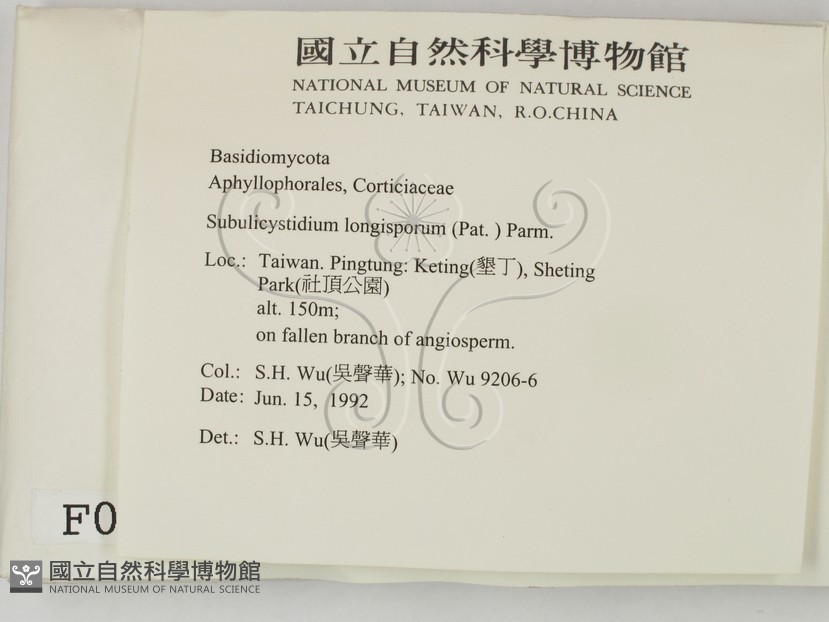 國立自然科學博物館
NATIONAL MUSEUM OF NATURAL SCIENCE
TAICHUNG, TAIWAN, R.O.CHINA
Basidiomycota
Aphyllophorales, Corticiaceae
Subulicystidium longisporum (Pat. ) Parm.
Loc.: Taiwan. Pingtung: Keting(墾丁), Sheting
Park(社頂公園)
alt. 150m;
on fallen branch of angiosperm.
Col.: S.H. Wu(吳聲華); No. Wu 9206-6
Date: Jun. 15, 1992
Det.: S.H. Wu(吳聲華)
F0
國立自然科學博物館
NATIONAL MUSEUM OF NATURAL SCIENCE